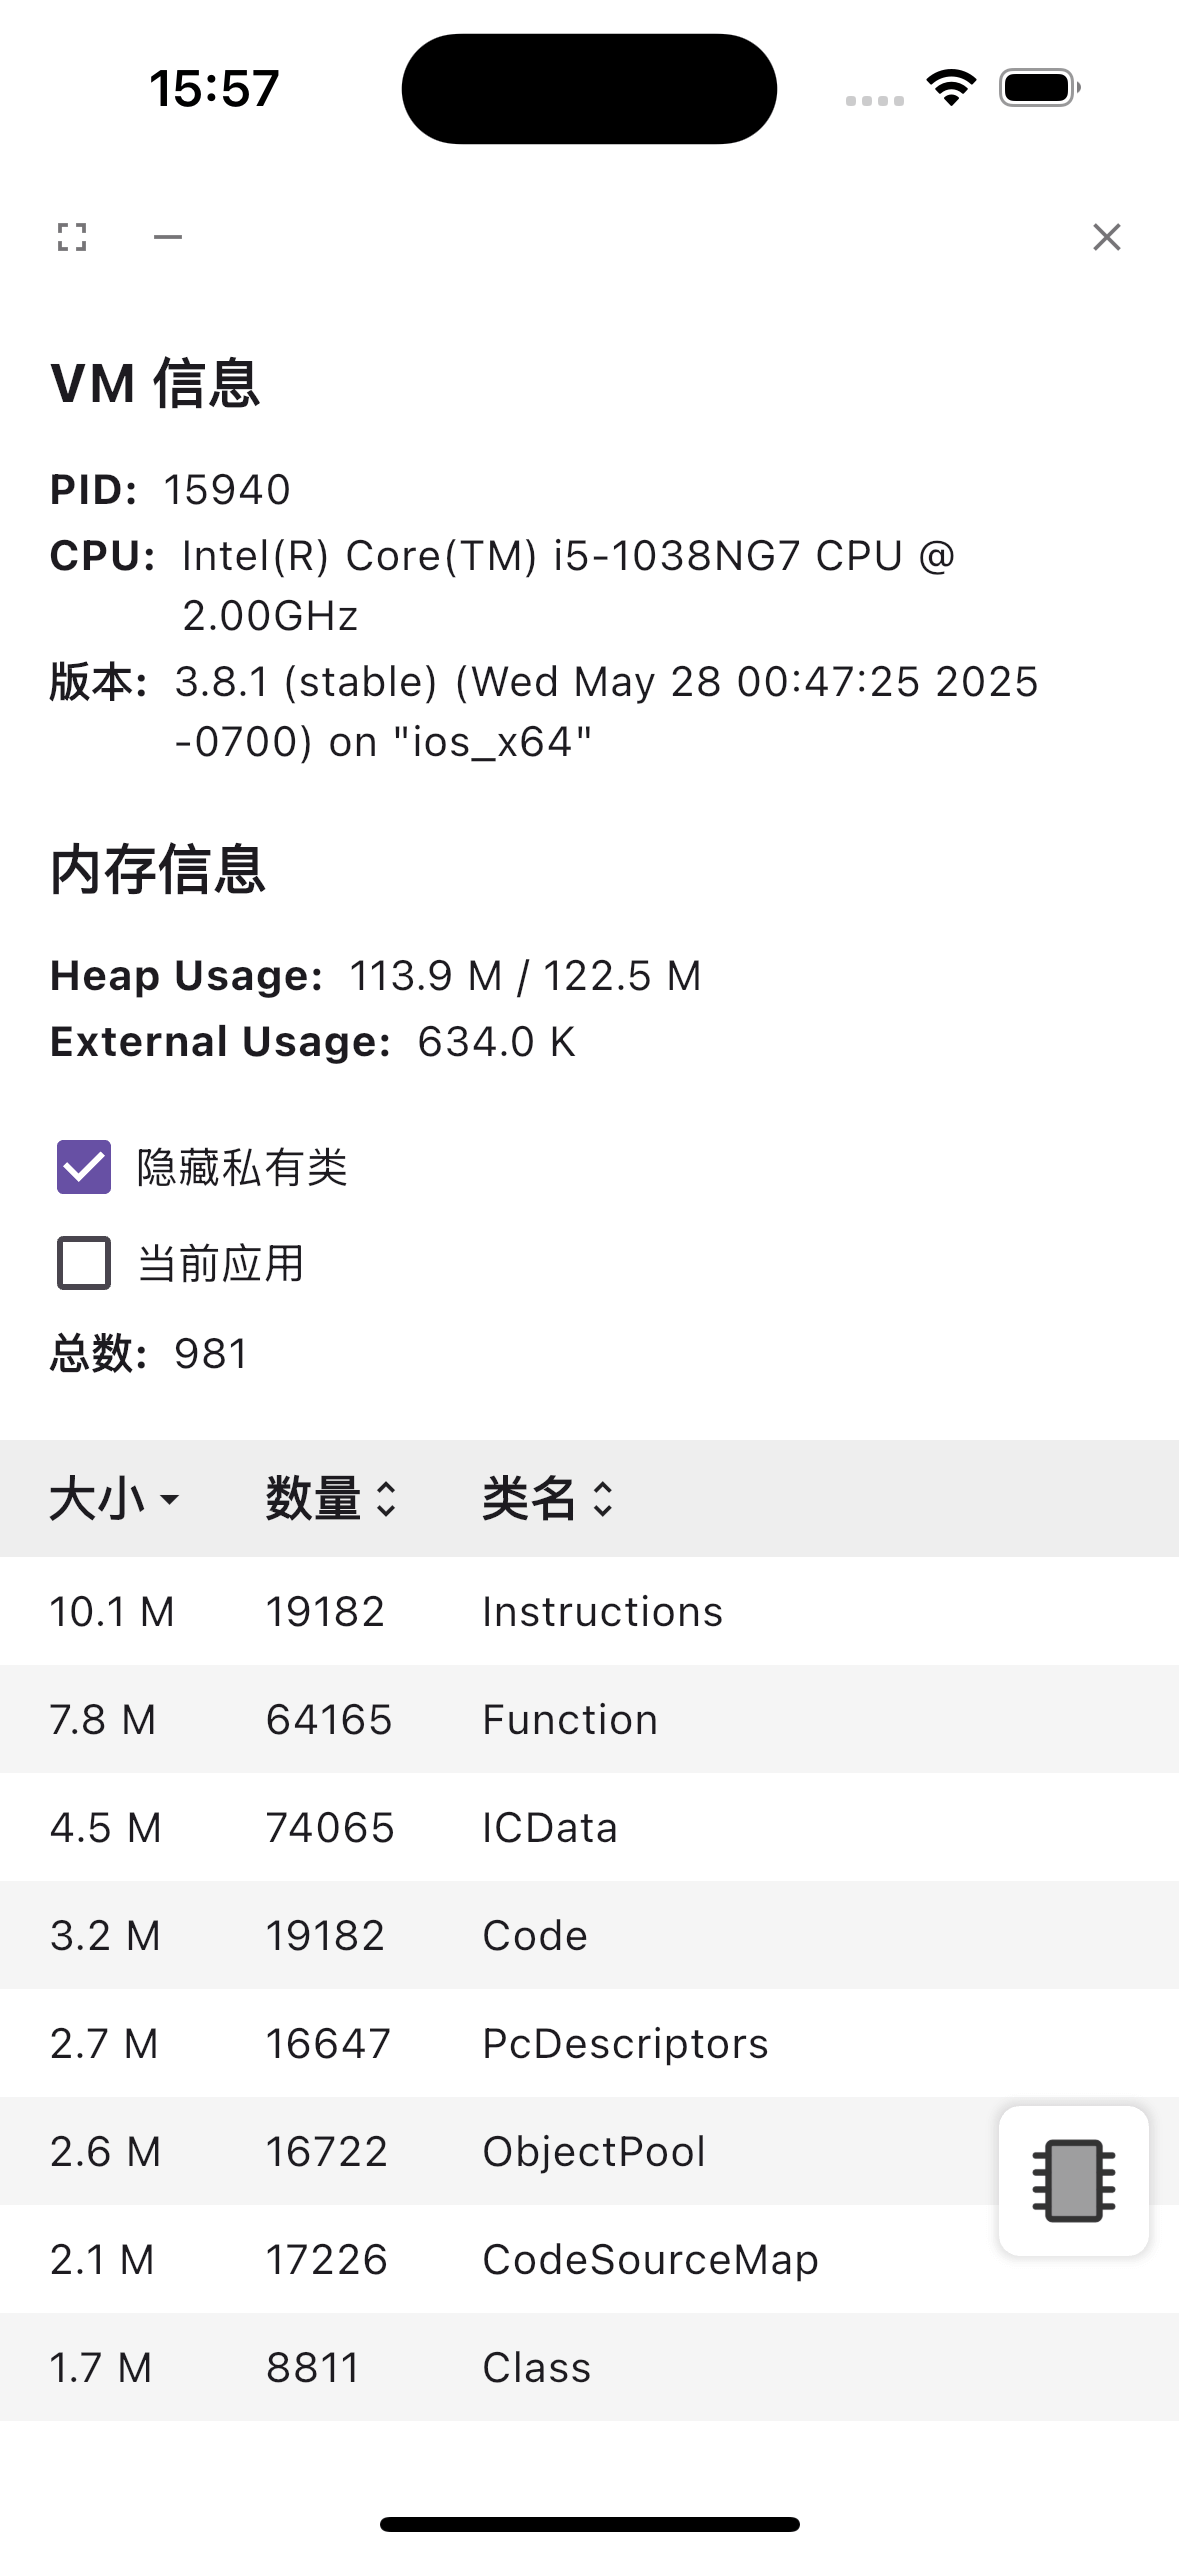 15:57
VM 信息
PID: 15940
CPU: Intel(R) Core(TM) i5-1038NG7 CPU @
2.00GHz
版本: 3.8.1 (stable) (Wed May 28 00:47:25 2025
-0700) on "ios_x64"
内存信息
Heap Usage: 113.9 M / 122.5 M
External Usage: 634.0 K
隐藏私有类
当前应用
总数: 981
大小 数量 类名
10.1 M 19182 Instructions
7.8 M 64165 Function
4.5 M 74065 ICData
3.2 M 19182 Code
2.7 M 16647 PcDescriptors
2.6 M 16722 ObjectPool
2.1 M 17226 CodeSourceMap
1.7 M 8811 Class